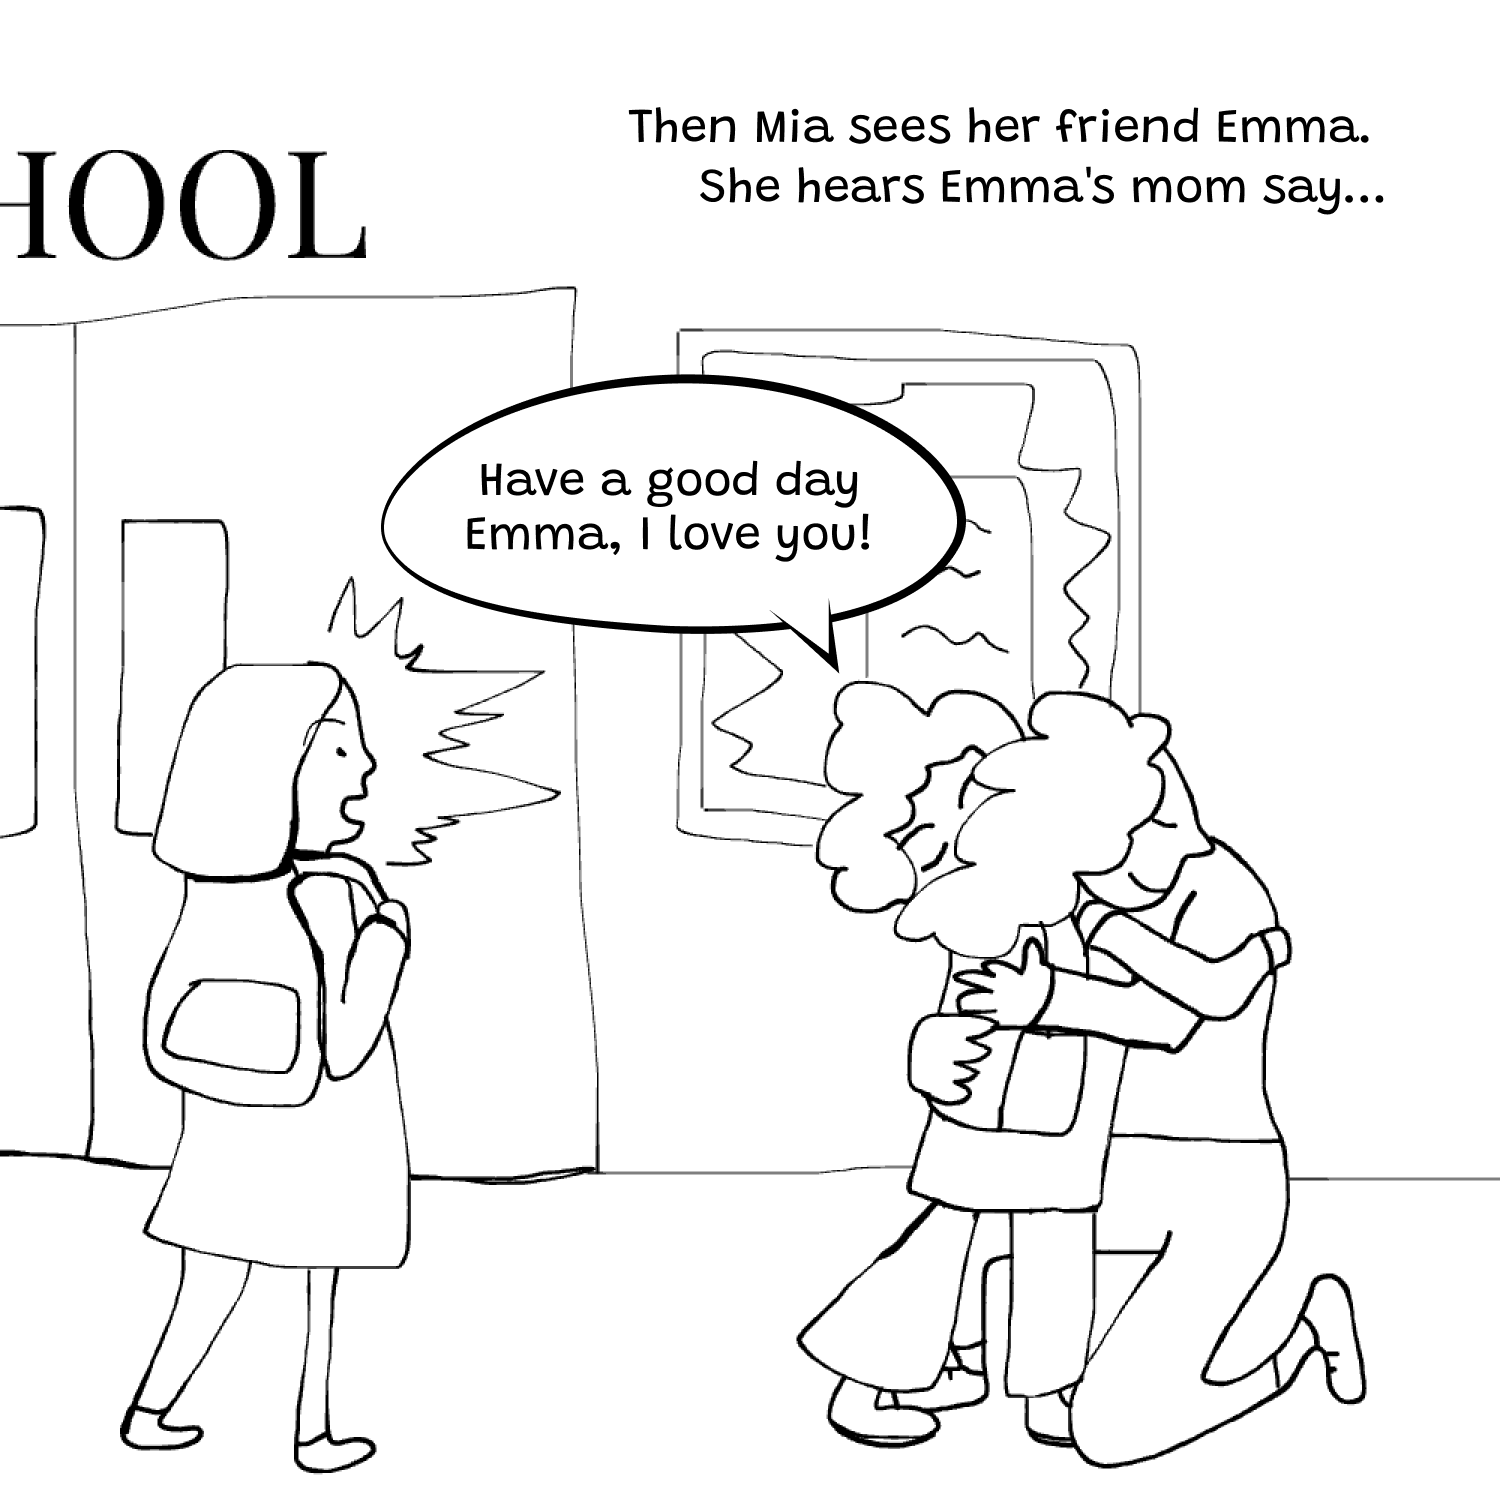 Then Mia sees her friend Emma.
She hears Emma's mom say...
HOOL
Have a good day
Emma, I love you!